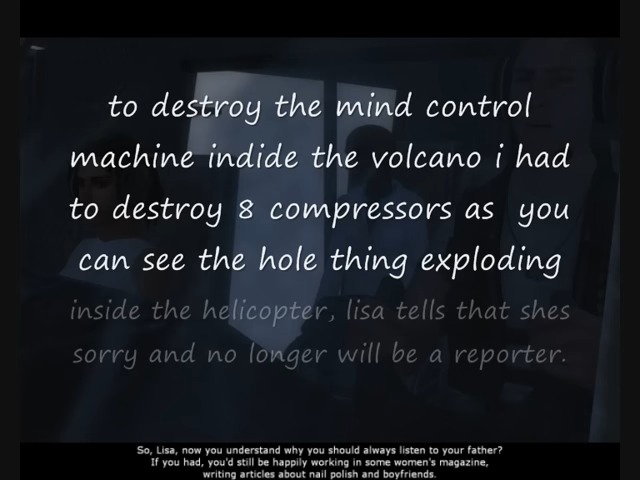 to destroy the mind control
machine indide the volcano i had
to destroy 8 compressors as you
can see the hole thing exploding
inside the helicopter, lisa tells that shes
sorry and no longer will be a reporter.
So, Lisa, now you understand why you should always listen to your father?
If you had, you'd still be happily working in some women's magazine,
writing articles about nail polish and boyfriends.